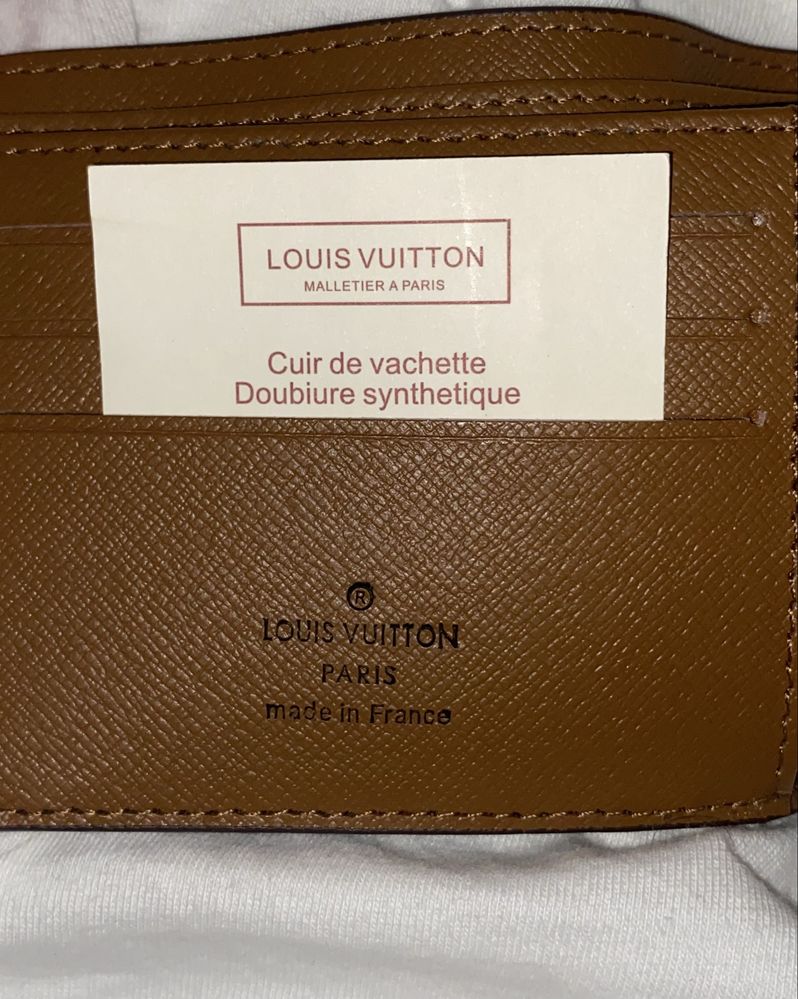 LOUIS VUITTON
MALLETIER A PARIS
Cuir de vachette
Doubiure synthetique
®
LOUIS VUITTON
PARIS
made in France